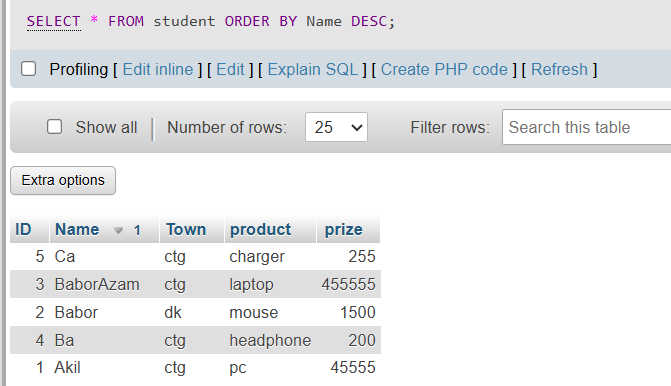 SELECT * FROM student ORDER BY Name DESC;
Profiling [ Edit inline ] [ Edit ] [ Explain SQL ] [ Create PHP code ] [ Refresh ]
Show all Number of rows: 25 Filter rows: Search this table
Extra options
ID Name 1 Town product prize
5 Ca ctg charger 255
3 BaborAzam ctg laptop 455555
2 Babor dk mouse 1500
4 Ba ctg headphone 200
1 Akil ctg pc 45555